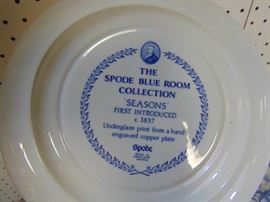 THE
SPODE BLUE ROOM
COLLECTION
'SEASONS'
FIRST INTRODUCED
c 1837
Underglaze print from a hand
engraved copper plate
Spode